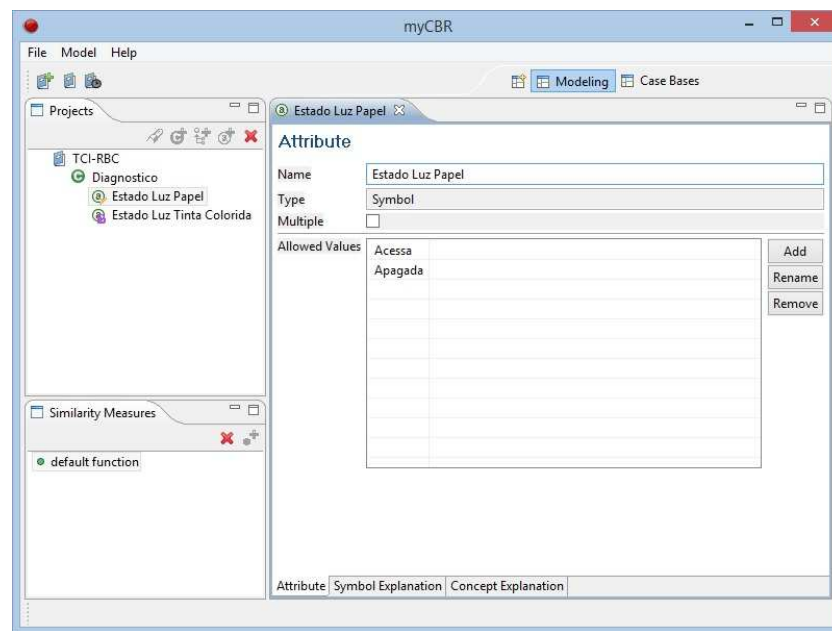 myCBR
File Model Help
Modeling Case Bases
Projects
TCI-RBC
Diagnostico
Estado Luz Papel
Estado Luz Tinta Colorida
Similarity Measures
default function
Estado Luz Papel
Attribute
Name Estado Luz Papel
Type Symbol
Multiple
Allowed Values
Acessa
Apagada
Add
Rename
Remove
Attribute Symbol Explanation Concept Explanation